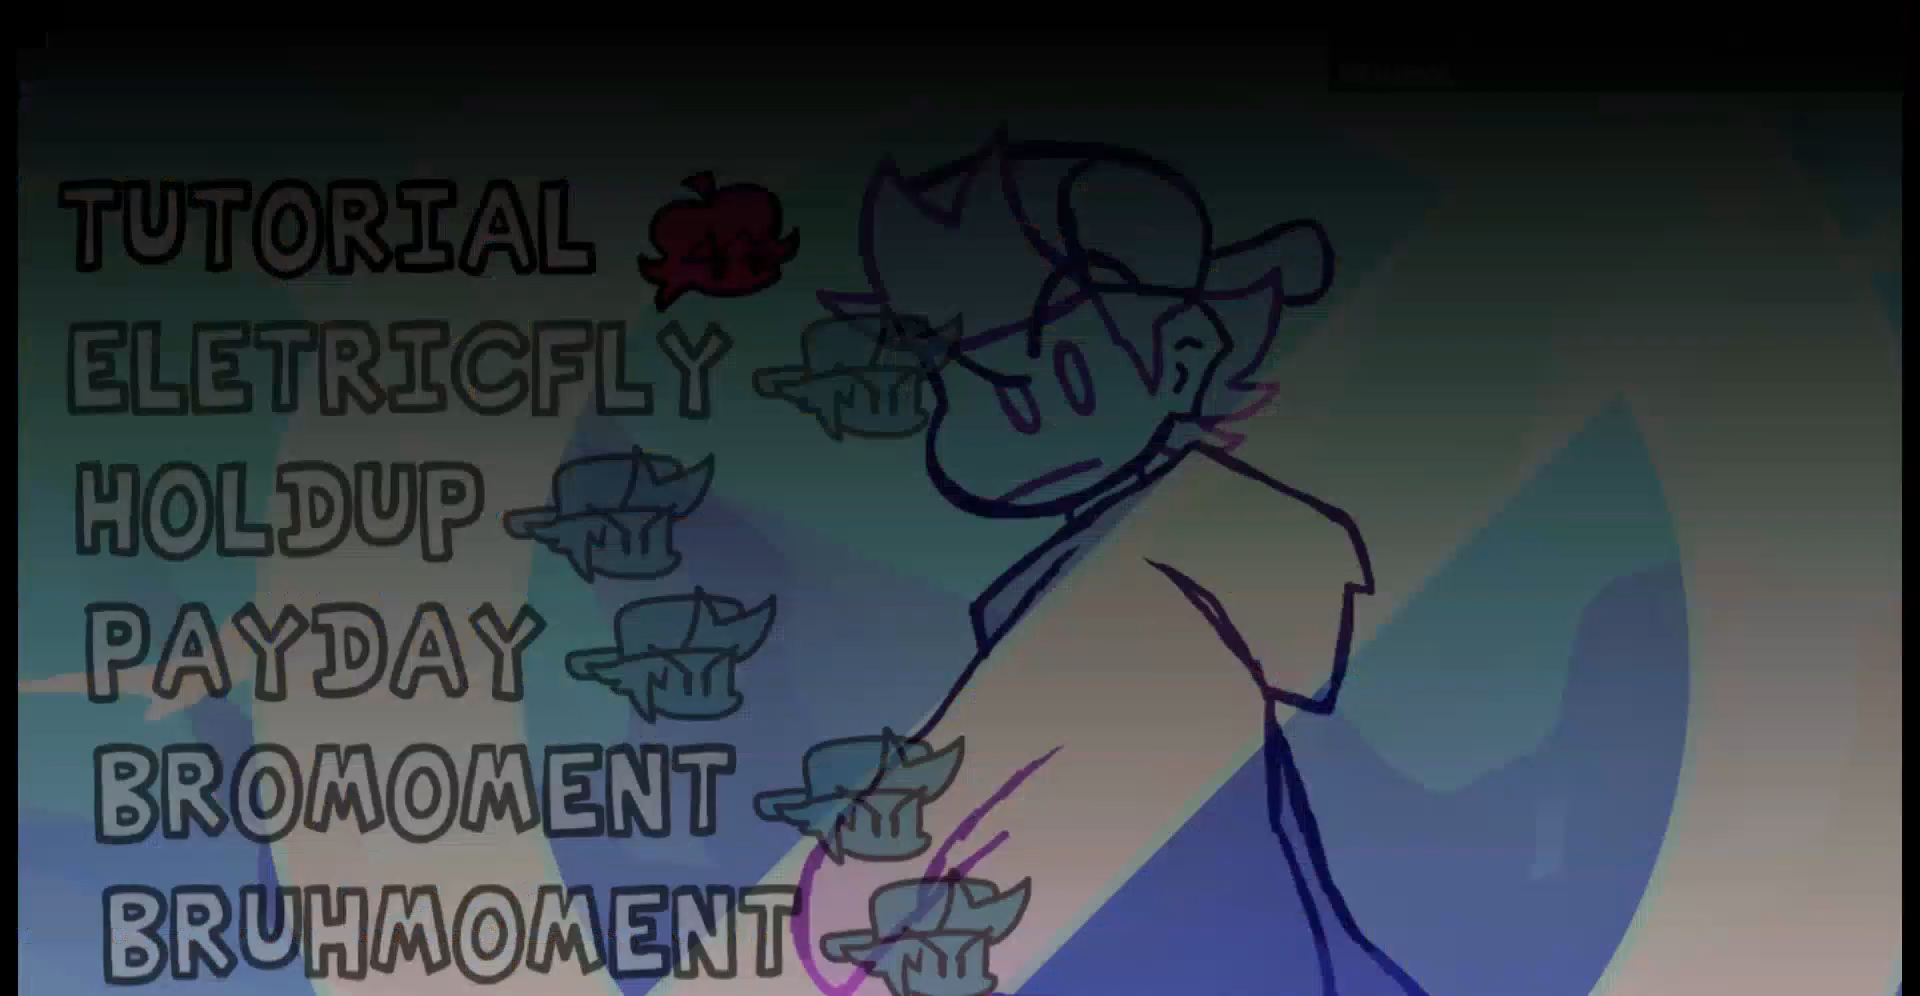 TUTORIAL
ELETRICFLY
HOLDUP
PAYDAY
BROMOMENT
BRUHMOMENT